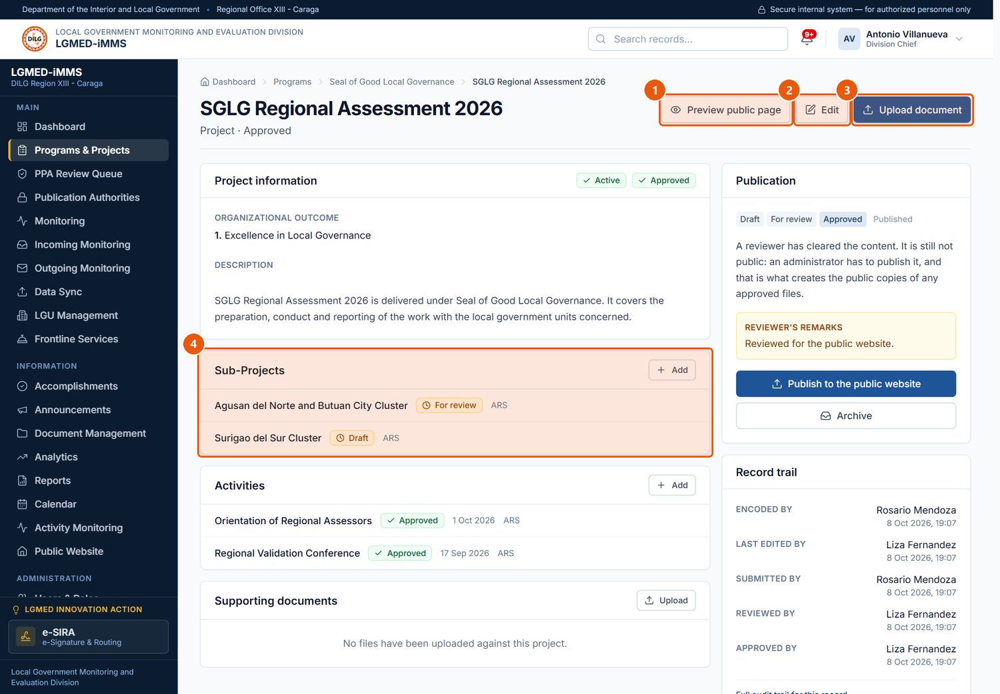 Department of the Interior and Local Government • Regional Office XIII - Caraga
Secure internal system — for authorized personnel only
DILG
LOCAL GOVERNMENT MONITORING AND EVALUATION DIVISION
LGMED-iMMS
Search records...
9+
AV
Antonio Villanueva
Division Chief
LGMED-iMMS
DILG Region XIII - Caraga
MAIN
Dashboard
Programs & Projects
PPA Review Queue
Publication Authorities
Monitoring
Incoming Monitoring
Outgoing Monitoring
Data Sync
LGU Management
Frontline Services
INFORMATION
Accomplishments
Announcements
Document Management
Analytics
Reports
Calendar
Activity Monitoring
Public Website
ADMINISTRATION
LGMED INNOVATION ACTION
e-SIRA
e-Signature & Routing
Local Government Monitoring and
Evaluation Division
Dashboard > Programs > Seal of Good Local Governance > SGLG Regional Assessment 2026
SGLG Regional Assessment 2026
Project · Approved
1
Preview public page
2
Edit
3
Upload document
Project information
Active
Approved
ORGANIZATIONAL OUTCOME
1. Excellence in Local Governance
DESCRIPTION
SGLG Regional Assessment 2026 is delivered under Seal of Good Local Governance. It covers the
preparation, conduct and reporting of the work with the local government units concerned.
4
Sub-Projects
+ Add
Agusan del Norte and Butuan City Cluster For review ARS
Surigao del Sur Cluster Draft ARS
Activities
+ Add
Orientation of Regional Assessors Approved 1 Oct 2026 ARS
Regional Validation Conference Approved 17 Sep 2026 ARS
Supporting documents
Upload
No files have been uploaded against this project.
Publication
Draft For review Approved Published
A reviewer has cleared the content. It is still not
public: an administrator has to publish it, and
that is what creates the public copies of any
approved files.
REVIEWER'S REMARKS
Reviewed for the public website.
Publish to the public website
Archive
Record trail
ENCODED BY Rosario Mendoza
8 Oct 2026, 19:07
LAST EDITED BY Liza Fernandez
8 Oct 2026, 19:07
SUBMITTED BY Rosario Mendoza
8 Oct 2026, 19:07
REVIEWED BY Liza Fernandez
8 Oct 2026, 19:07
APPROVED BY Liza Fernandez
8 Oct 2026, 19:07